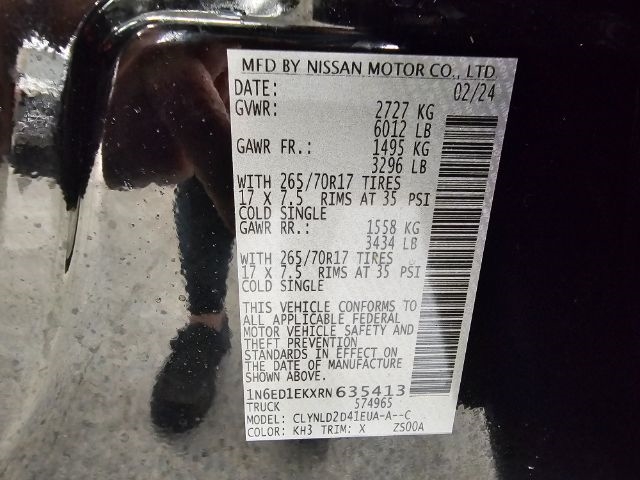 MFD BY NISSAN MOTOR CO., LTD.
DATE: 02/24
GVWR: 2727 KG
6012 LB
GAWR FR.: 1495 KG
3296 LB
WITH 265/70R17 TIRES
17 X 7.5 RIMS AT 35 PSI
COLD SINGLE
GAWR RR.: 1558 KG
3434 LB
WITH 265/70R17 TIRES
17 X 7.5 RIMS AT 35 PSI
COLD SINGLE
THIS VEHICLE CONFORMS TO
ALL APPLICABLE FEDERAL
MOTOR VEHICLE SAFETY AND
THEFT PREVENTION
STANDARDS IN EFFECT ON
THE DATE OF MANUFACTURE
SHOWN ABOVE.
1N6ED1EKXRN635413
TRUCK 574965
MODEL: CLYNLD2D41EUA-A--C
COLOR: KH3 TRIM: X ZS00A